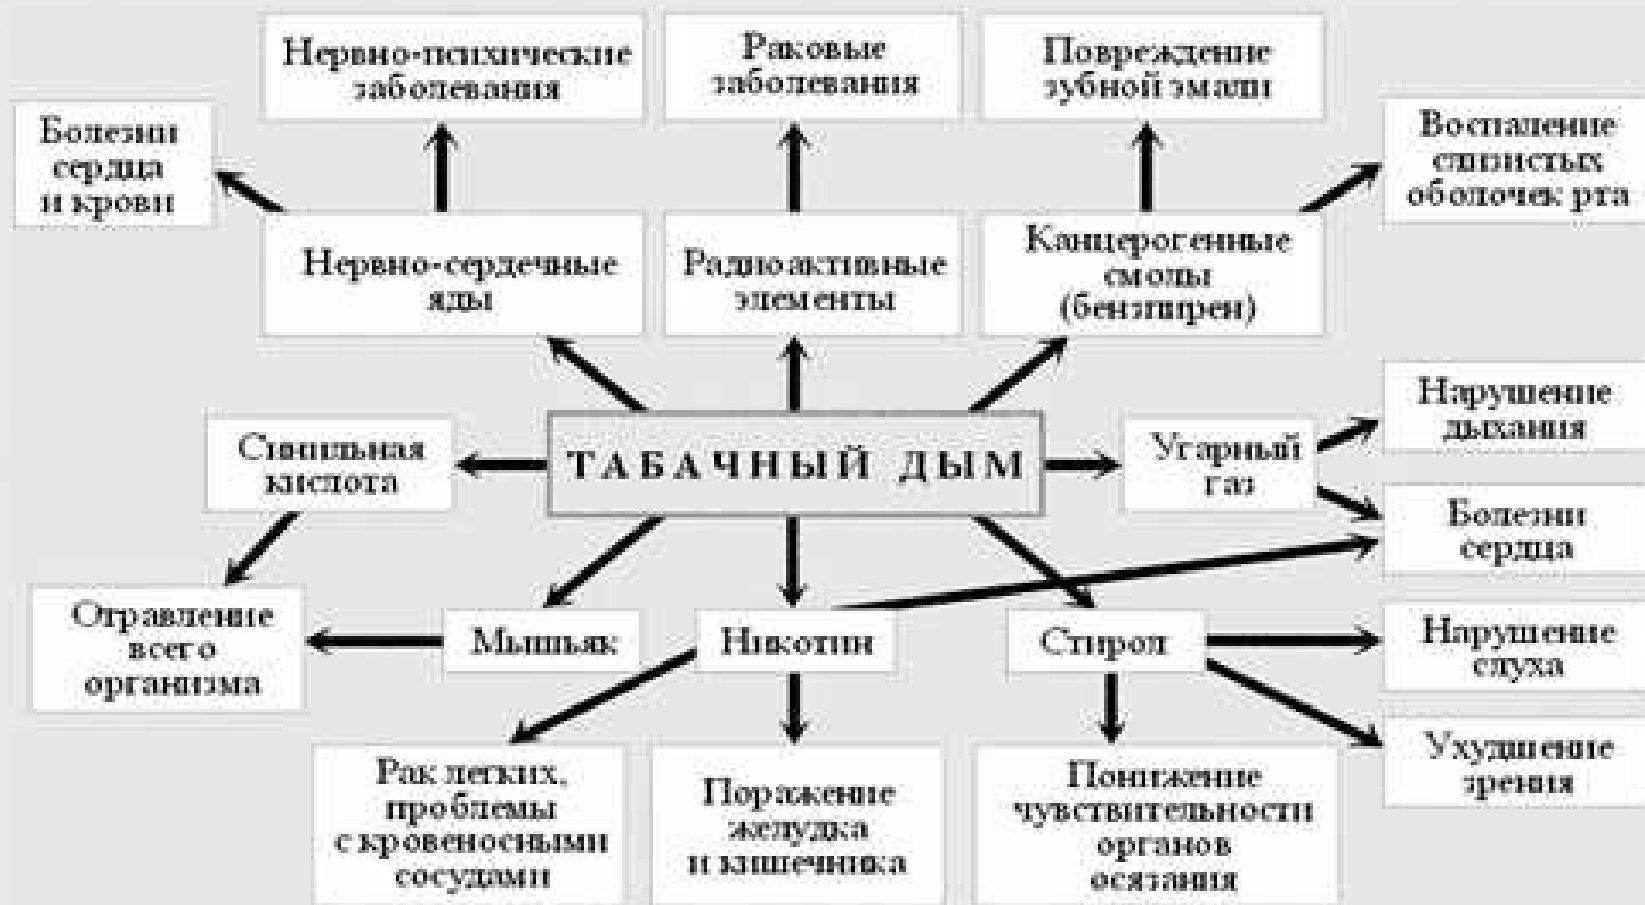 Нервно-психические
заболевания
Раковые
заболевания
Повреждение
зубной эмали
Болезни
сердца
и крови
Воспаление
слизистых
оболочек рта
Нервно-сердечные
яды
Радиоактивные
элементы
Канцерогенные
смолы
(бензпирен)
Синильная
кислота
ТАБАЧНЫЙ ДЫМ
Угарный
газ
Нарушение
дыхания
Болезни
сердца
Отравление
всего
организма
Мышьяк
Никотин
Стирол
Нарушение
слуха
Ухудшение
зрения
Рак легких,
проблемы
с кровеносными
сосудами
Поражение
желудка
и кишечника
Понижение
чувствительности
органов
осязания